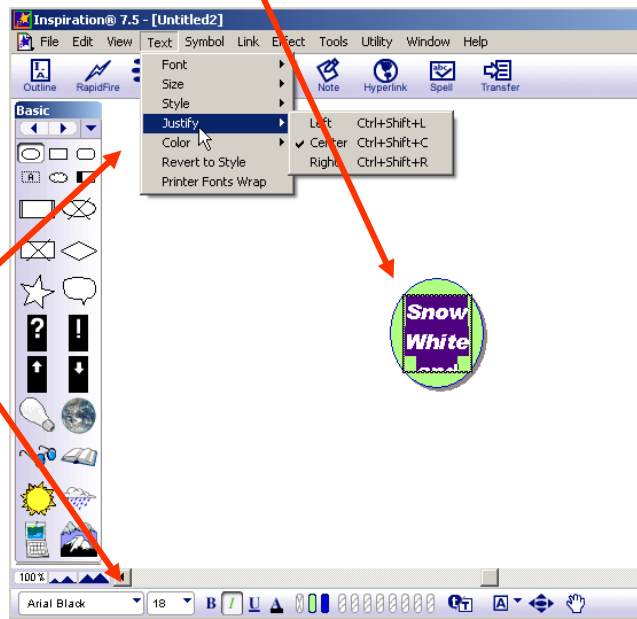 Inspiration® 7.5 - [Untitled2]
File Edit View Text Symbol Link Effect Tools Utility Window Help
Outline RapidFire Note Hyperlink Spell Transfer
Basic
Font
Size
Style
Justify
Color
Revert to Style
Printer Fonts Wrap
Left Ctrl+Shift+L
Center Ctrl+Shift+C
Right Ctrl+Shift+R
Snow
White
and
? !
100%
Arial Black 18 B I U A A